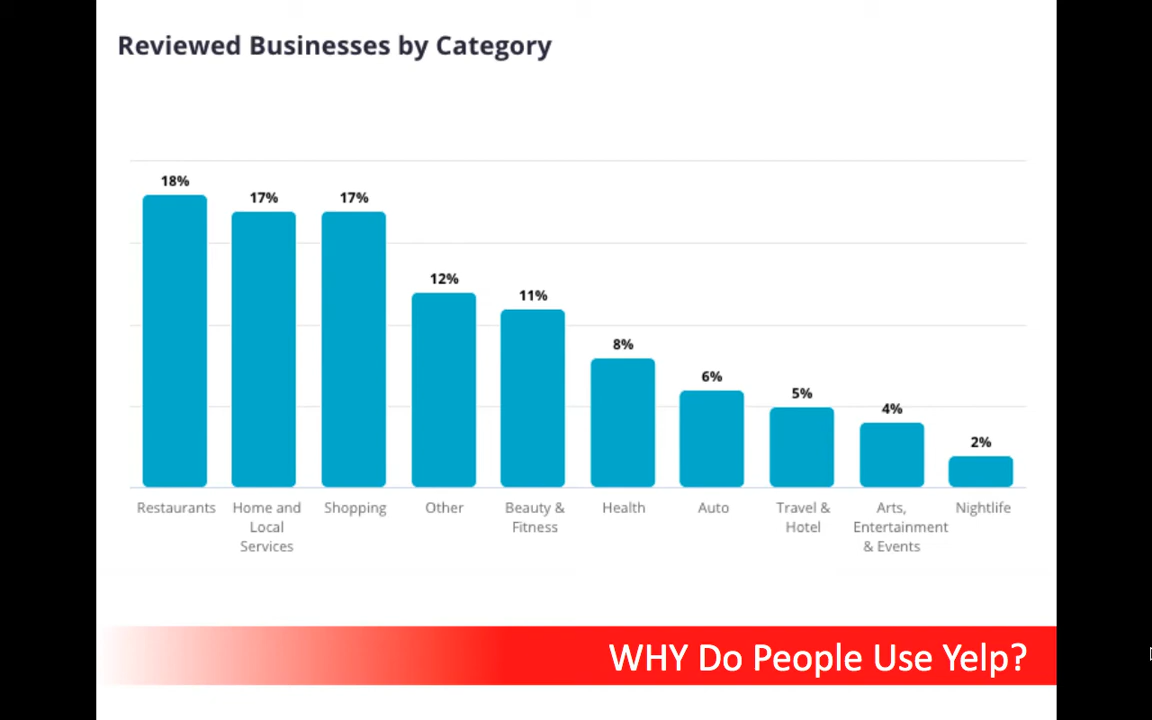 Reviewed Businesses by Category
18%
17%
17%
12%
11%
8%
6%
5%
4%
2%
Restaurants
Home and
Local
Services
Shopping
Other
Beauty &
Fitness
Health
Auto
Travel &
Hotel
Arts,
Entertainment
& Events
Nightlife
WHY Do People Use Yelp?